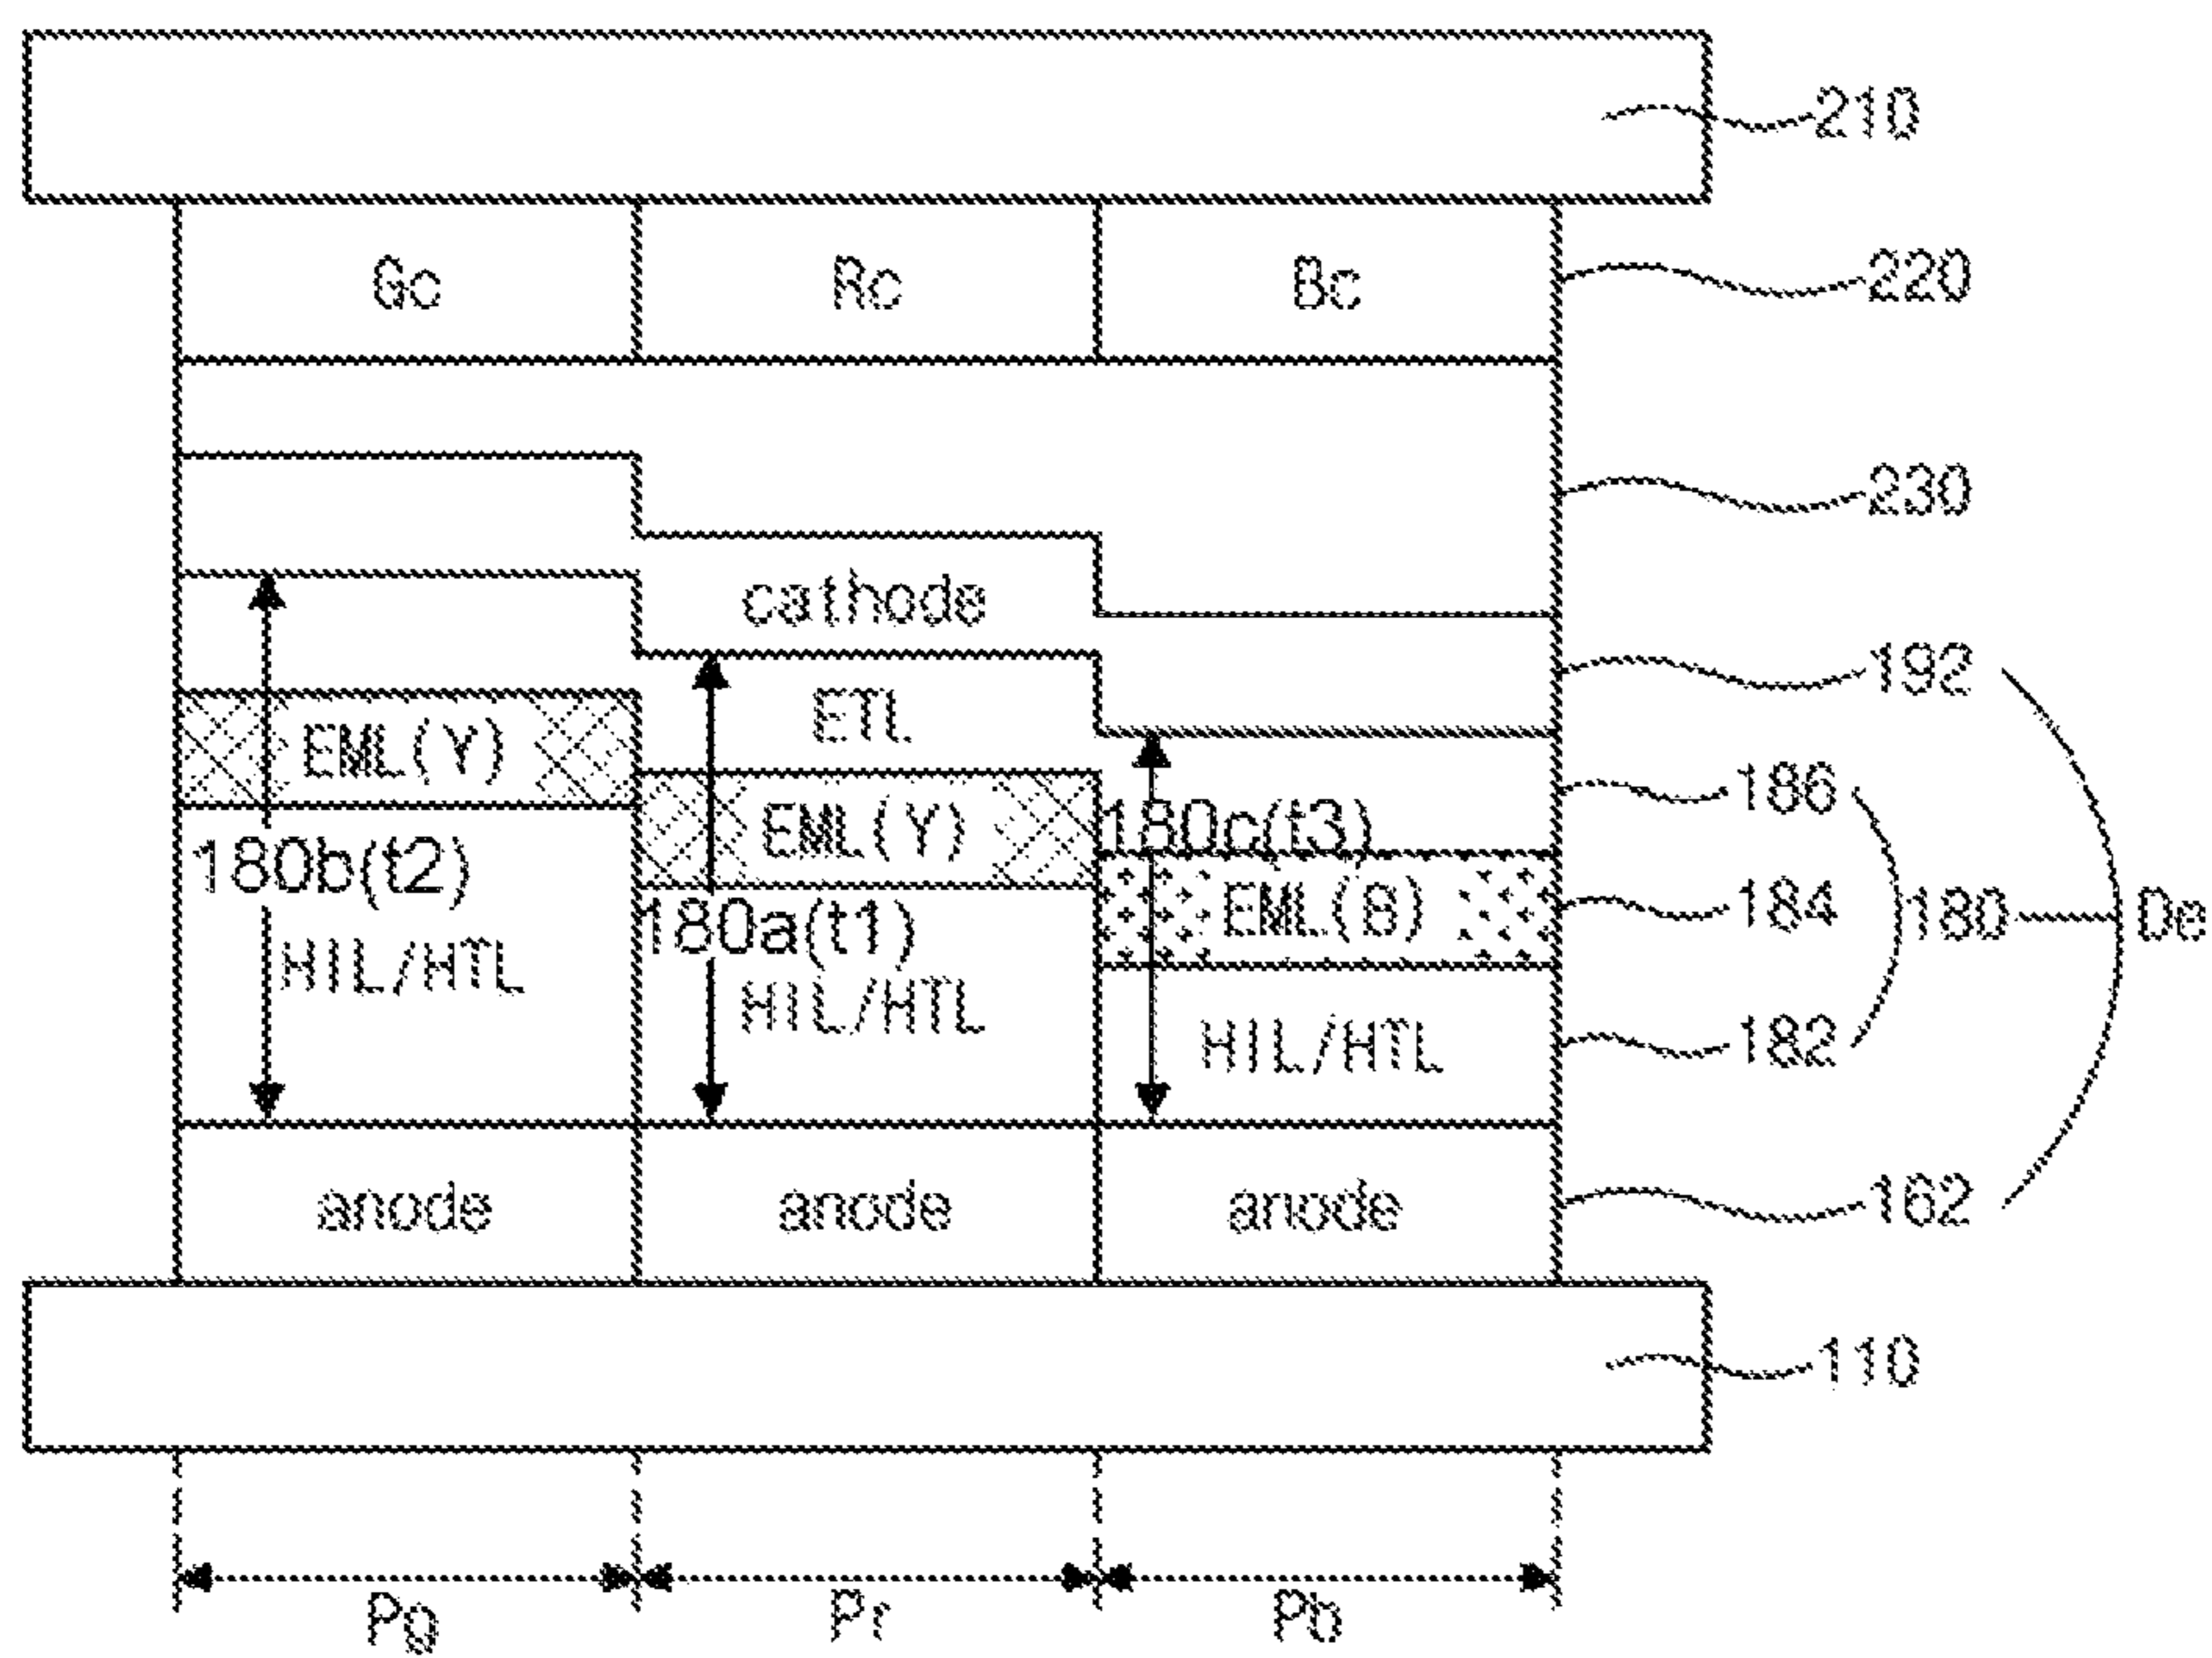 210
Gc Rc Bc 220
230
cathode
192
ETL
EML(Y) 186
EML(Y) 180c(t3)
180b(t2) EML(B) 184 180 De
180a(t1)
HIL/HTL HIL/HTL HIL/HTL 182
anode anode anode 162
110
Pg Pr Pb